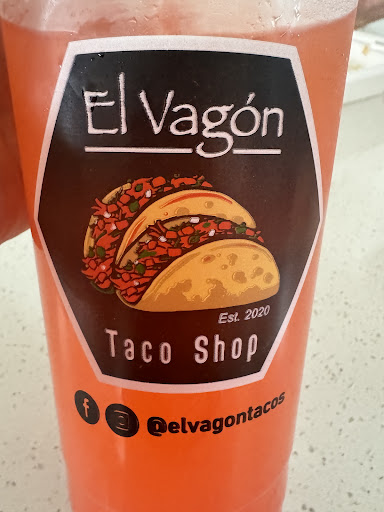 El Vagón
Est. 2020
Taco Shop
@elvagontacos